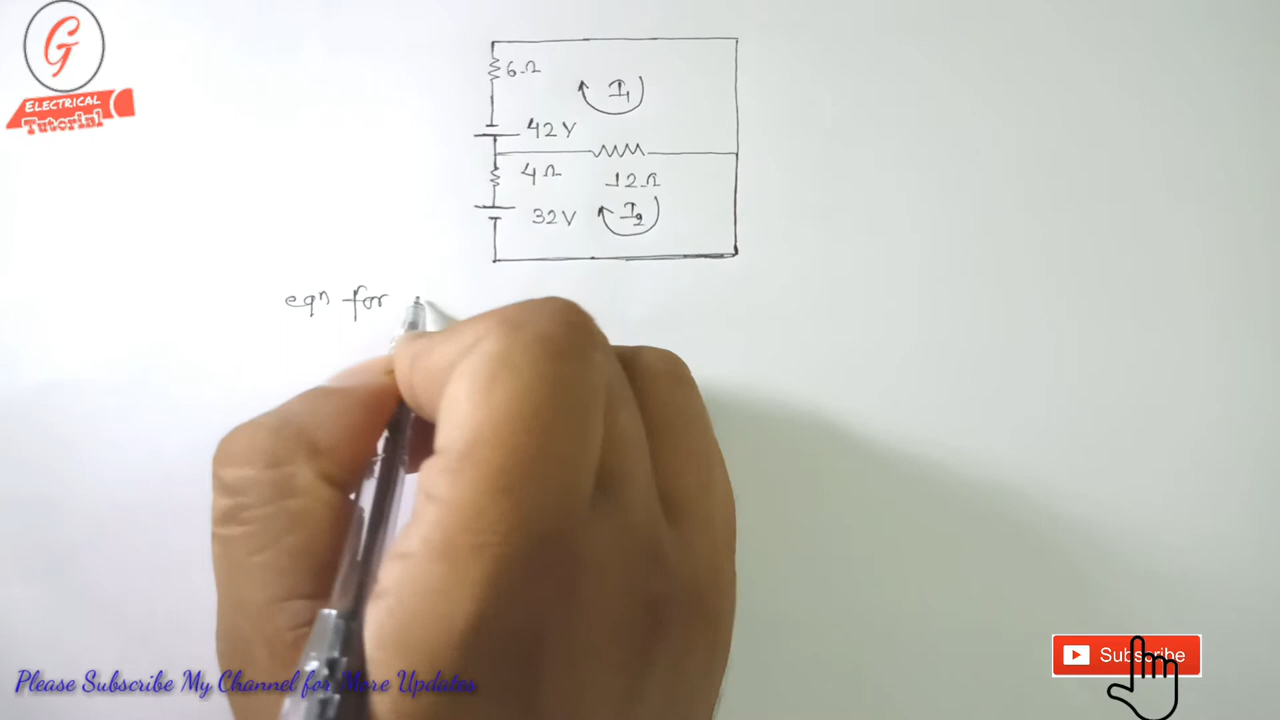 G
ELECTRICAL
Tutorial
6Ω
I1
42V
4Ω
12Ω
32V
I2
eqn for
Subscribe
Please Subscribe My Channel for More Updates